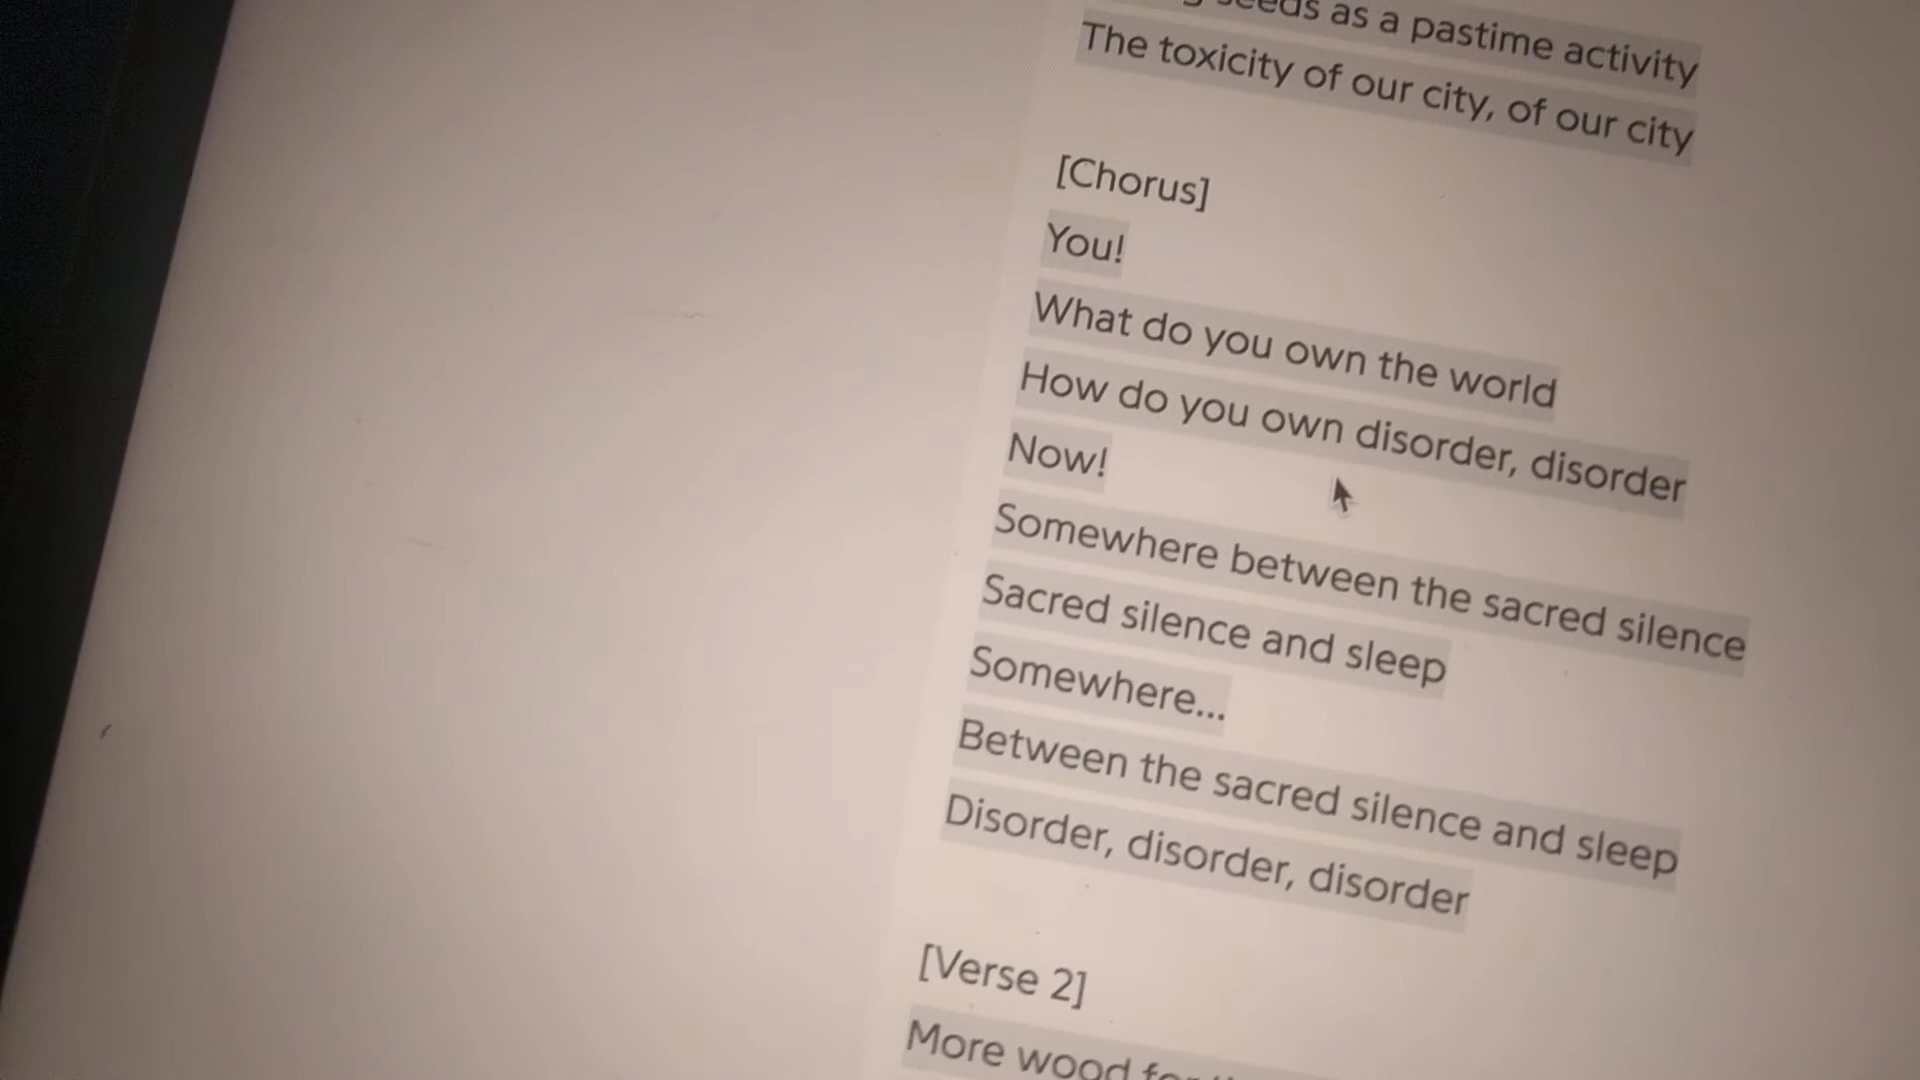 seeds as a pastime activity
The toxicity of our city, of our city
[Chorus]
You!
What do you own the world
How do you own disorder, disorder
Now!
Somewhere between the sacred silence
Sacred silence and sleep
Somewhere...
Between the sacred silence and sleep
Disorder, disorder, disorder
[Verse 2]
More wood